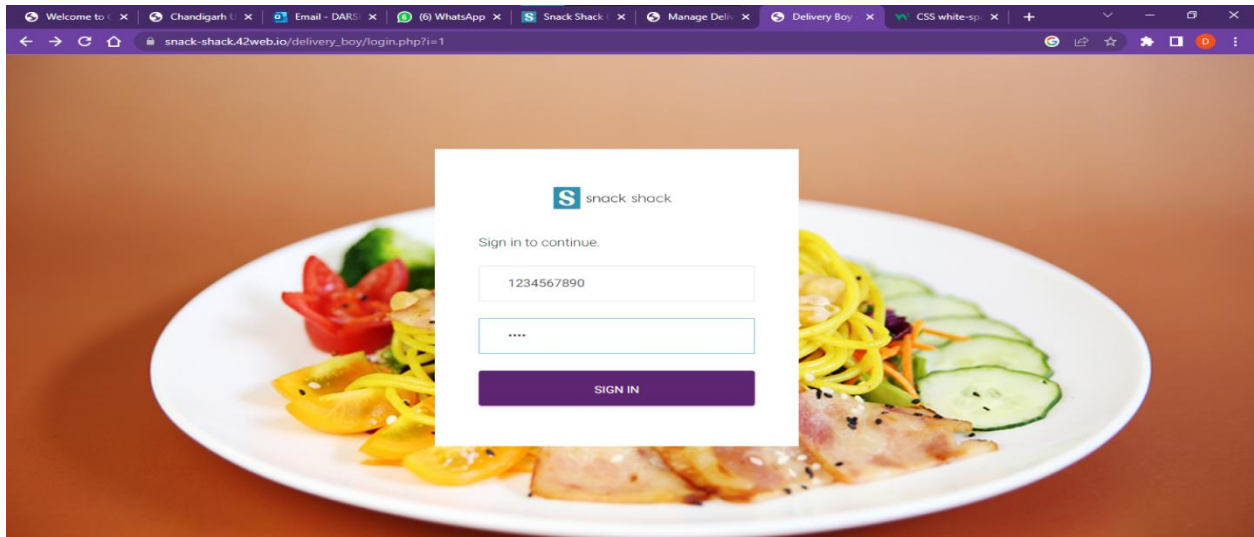 Welcome to C
Chandigarh U
Email - DARS
(6) WhatsApp
Snack Shack
Manage Deliv
Delivery Boy
CSS white-sp
snack-shack.42web.io/delivery_boy/login.php?i=1
S snack shack
Sign in to continue.
1234567890
••••
SIGN IN